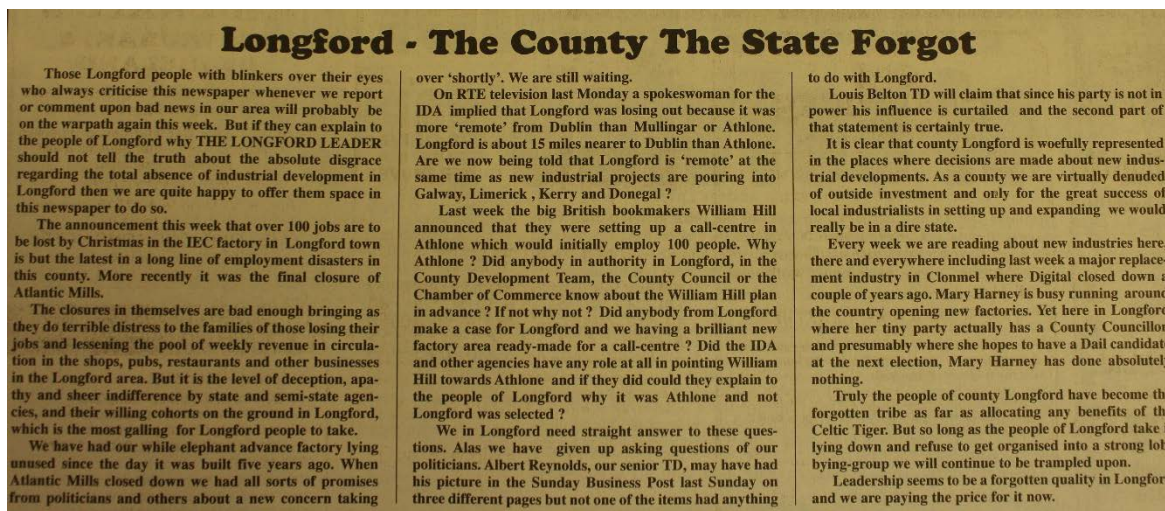 Longford - The County The State Forgot
Those Longford people with blinkers over their eyes
who always criticise this newspaper whenever we report
or comment upon bad news in our area will probably be
on the warpath again this week. But if they can explain to
the people of Longford why THE LONGFORD LEADER
should not tell the truth about the absolute disgrace
regarding the total absence of industrial development in
Longford then we are quite happy to offer them space in
this newspaper to do so.
The announcement this week that over 100 jobs are to
be lost by Christmas in the IEC factory in Longford town
is but the latest in a long line of employment disasters in
this county. More recently it was the final closure of
Atlantic Mills.
The closures in themselves are bad enough bringing as
they do terrible distress to the families of those losing their
jobs and lessening the pool of weekly revenue in circula-
tion in the shops, pubs, restaurants and other businesses
in the Longford area. But it is the level of deception, apa-
thy and sheer indifference by state and semi-state agen-
cies, and their willing cohorts on the ground in Longford,
which is the most galling for Longford people to take.
We have had our while elephant advance factory lying
unused since the day it was built five years ago. When
Atlantic Mills closed down we had all sorts of promises
from politicians and others about a new concern taking
over 'shortly'. We are still waiting.
On RTE television last Monday a spokeswoman for the
IDA implied that Longford was losing out because it was
more 'remote' from Dublin than Mullingar or Athlone.
Longford is about 15 miles nearer to Dublin than Athlone.
Are we now being told that Longford is 'remote' at the
same time as new industrial projects are pouring into
Galway, Limerick , Kerry and Donegal ?
Last week the big British bookmakers William Hill
announced that they were setting up a call-centre in
Athlone which would initially employ 100 people. Why
Athlone ? Did anybody in authority in Longford, in the
County Development Team, the County Council or the
Chamber of Commerce know about the William Hill plan
in advance ? If not why not ? Did anybody from Longford
make a case for Longford and we having a brilliant new
factory area ready-made for a call-centre ? Did the IDA
and other agencies have any role at all in pointing William
Hill towards Athlone and if they did could they explain to
the people of Longford why it was Athlone and not
Longford was selected ?
We in Longford need straight answer to these ques-
tions. Alas we have given up asking questions of our
politicians. Albert Reynolds, our senior TD, may have had
his picture in the Sunday Business Post last Sunday on
three different pages but not one of the items had anything
to do with Longford.
Louis Belton TD will claim that since his party is not in
power his influence is curtailed and the second part of
that statement is certainly true.
It is clear that county Longford is woefully represented
in the places where decisions are made about new indus-
trial developments. As a county we are virtually denuded
of outside investment and only for the great success of
local industrialists in setting up and expanding we would
really be in a dire state.
Every week we are reading about new industries here
there and everywhere including last week a major replace-
ment industry in Clonmel where Digital closed down a
couple of years ago. Mary Harney is busy running around
the country opening new factories. Yet here in Longford
where her tiny party actually has a County Councillor
and presumably where she hopes to have a Dail candidate
at the next election, Mary Harney has done absolutely
nothing.
Truly the people of county Longford have become the
forgotten tribe as far as allocating any benefits of the
Celtic Tiger. But so long as the people of Longford take
lying down and refuse to get organised into a strong lob-
bying-group we will continue to be trampled upon.
Leadership seems to be a forgotten quality in Longford
and we are paying the price for it now.